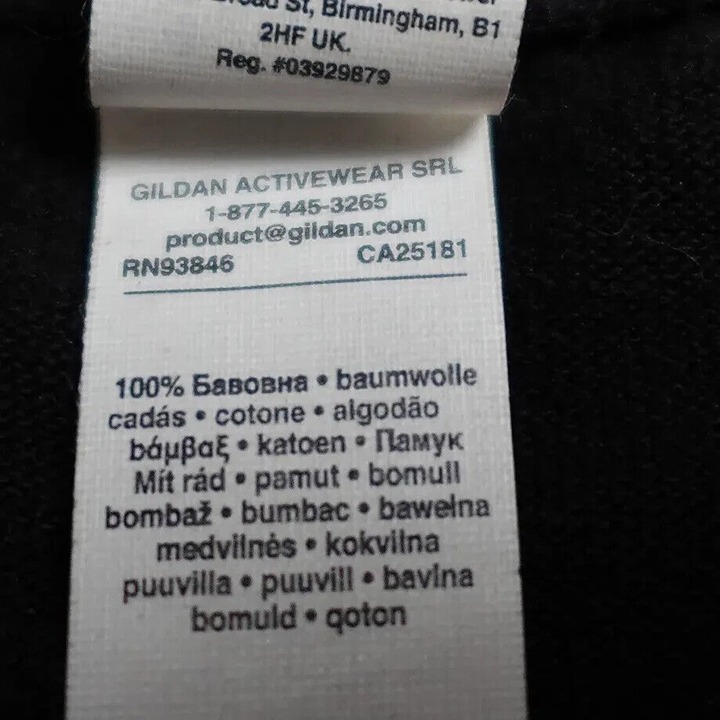 St, Birmingham, B1
2HF UK.
Reg. #03929879
GILDAN ACTIVEWEAR SRL
1-877-445-3265
product@gildan.com
RN93846 CA25181
100% Бавовна • baumwolle
cadás • cotone • algodão
βάμβαξ • katoen • Памук
Mít rád • pamut • bomull
bombaž • bumbac • bawełna
medvilnės • kokvilna
puuvilla • puuvill • bavlna
bomuld • qoton